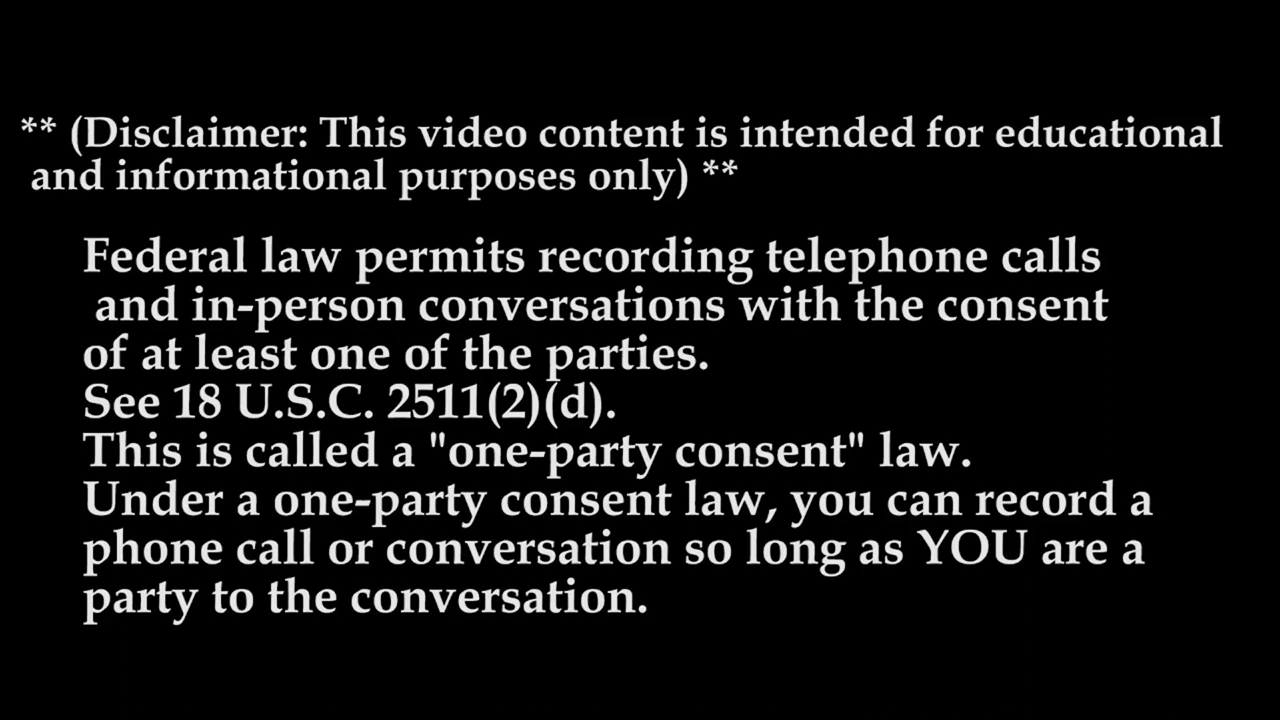 ** (Disclaimer: This video content is intended for educational
and informational purposes only) **
Federal law permits recording telephone calls
and in-person conversations with the consent
of at least one of the parties.
See 18 U.S.C. 2511(2)(d).
This is called a "one-party consent" law.
Under a one-party consent law, you can record a
phone call or conversation so long as YOU are a
party to the conversation.